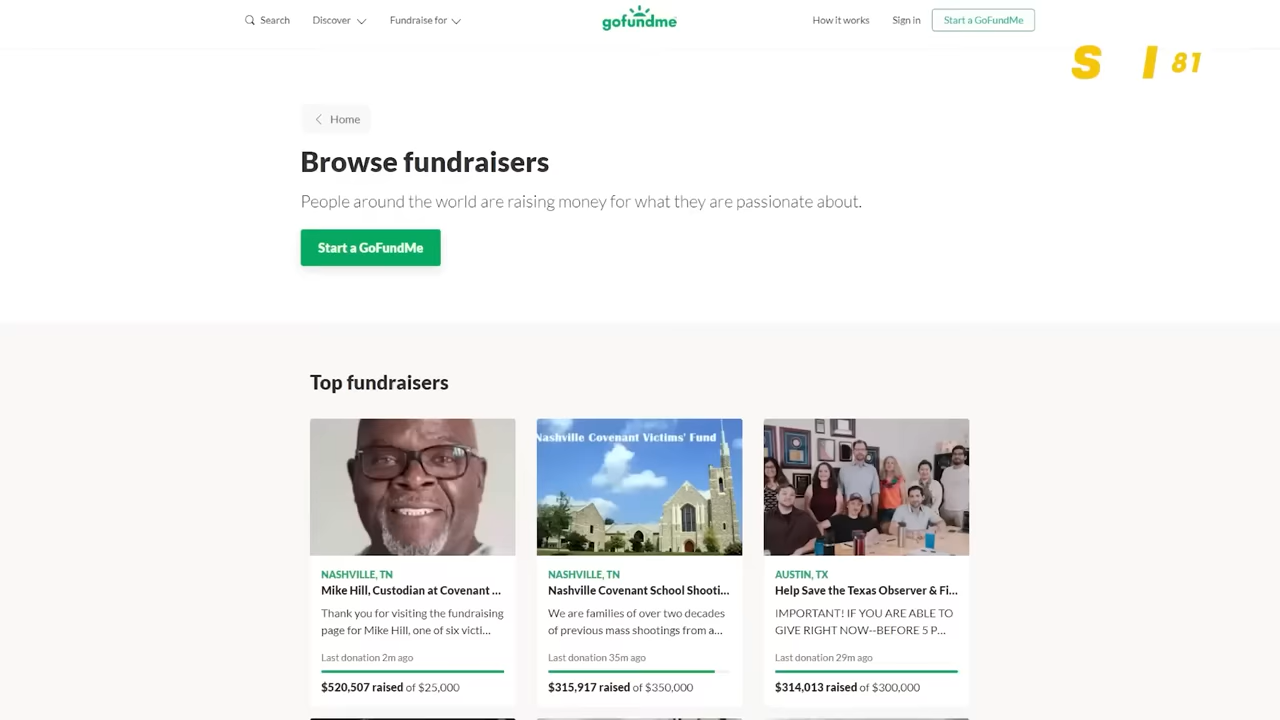 Search
Discover
Fundraise for
gofundme
How it works
Sign in
Start a GoFundMe
S I 81
Home
Browse fundraisers
People around the world are raising money for what they are passionate about.
Start a GoFundMe
Top fundraisers
Nashville Covenant Victims' Fund
NASHVILLE, TN
Mike Hill, Custodian at Covenant ...
Thank you for visiting the fundraising
page for Mike Hill, one of six victi...
Last donation 2m ago
$520,507 raised of $25,000
NASHVILLE, TN
Nashville Covenant School Shooti...
We are families of over two decades
of previous mass shootings from a...
Last donation 35m ago
$315,917 raised of $350,000
AUSTIN, TX
Help Save the Texas Observer & Fi...
IMPORTANT! IF YOU ARE ABLE TO
GIVE RIGHT NOW--BEFORE 5 P...
Last donation 29m ago
$314,013 raised of $300,000